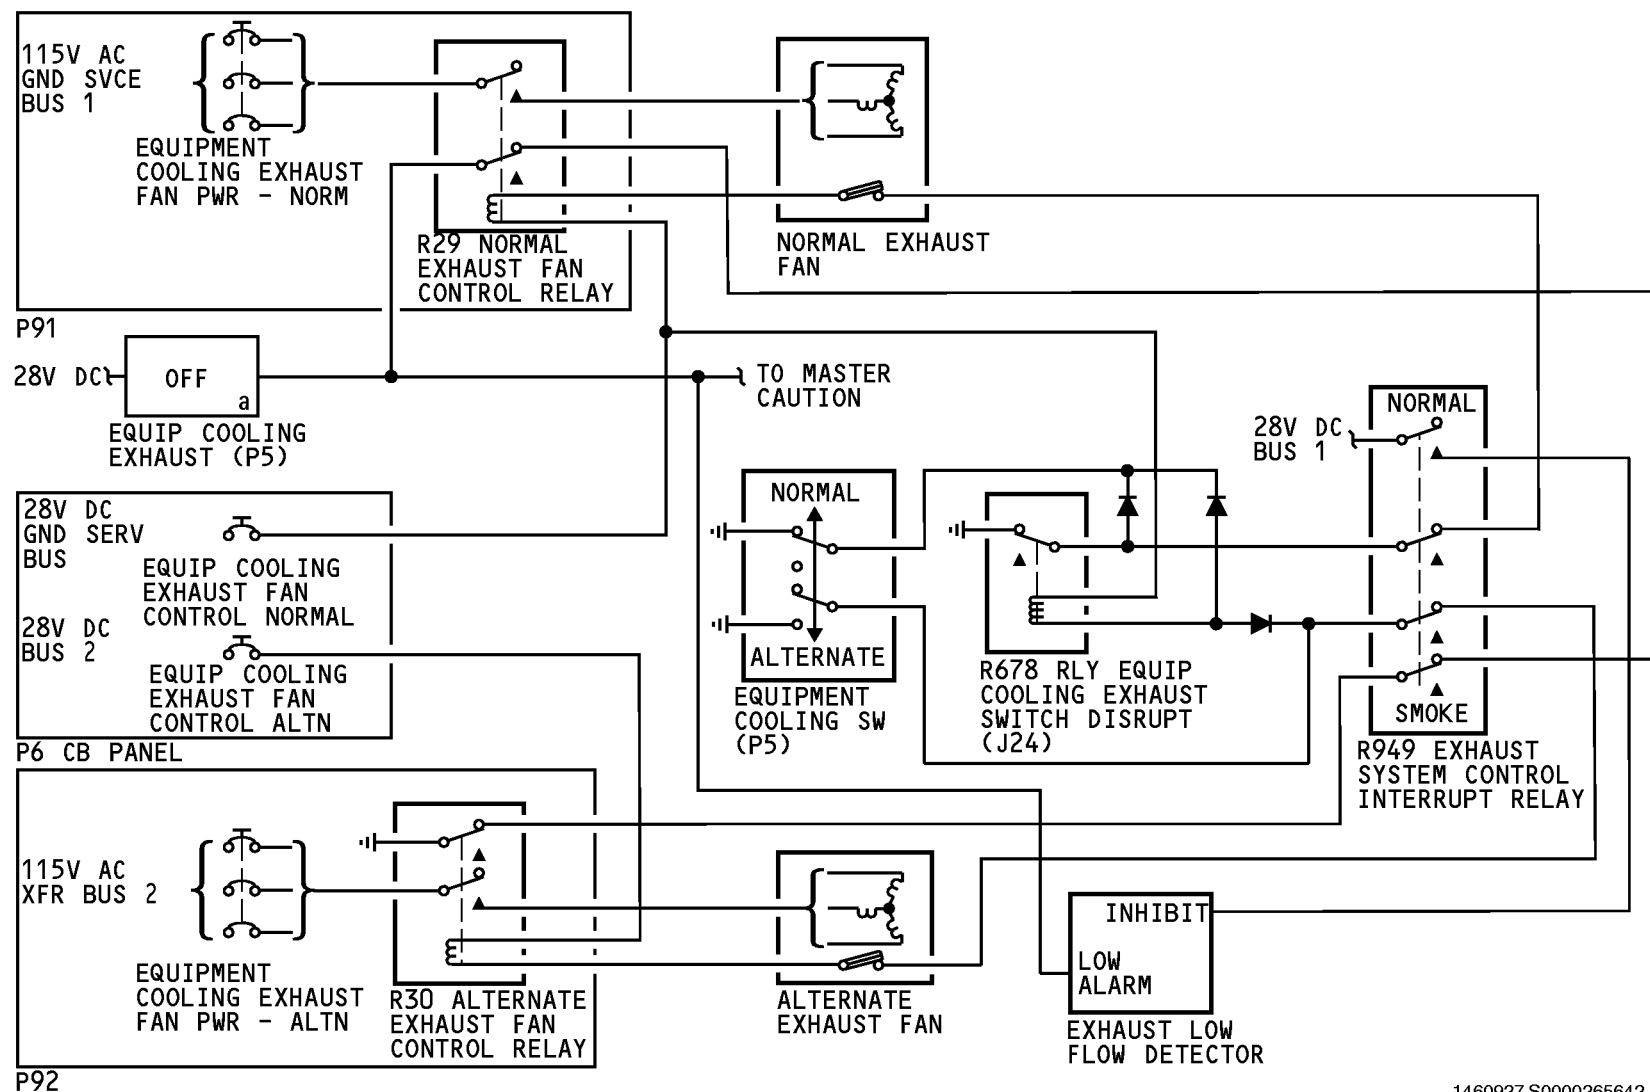 115V AC
GND SVCE
BUS 1
EQUIPMENT
COOLING EXHAUST
FAN PWR - NORM
R29 NORMAL
EXHAUST FAN
CONTROL RELAY
NORMAL EXHAUST
FAN
P91
28V DC
OFF
a
EQUIP COOLING
EXHAUST (P5)
TO MASTER
CAUTION
28V DC
GND SERV
BUS
EQUIP COOLING
EXHAUST FAN
CONTROL NORMAL
28V DC
BUS 2
EQUIP COOLING
EXHAUST FAN
CONTROL ALTN
P6 CB PANEL
NORMAL
ALTERNATE
EQUIPMENT
COOLING SW
(P5)
R678 RLY EQUIP
COOLING EXHAUST
SWITCH DISRUPT
(J24)
28V DC
BUS 1
NORMAL
SMOKE
R949 EXHAUST
SYSTEM CONTROL
INTERRUPT RELAY
115V AC
XFR BUS 2
EQUIPMENT
COOLING EXHAUST
FAN PWR - ALTN
R30 ALTERNATE
EXHAUST FAN
CONTROL RELAY
ALTERNATE
EXHAUST FAN
INHIBIT
LOW
ALARM
EXHAUST LOW
FLOW DETECTOR
P92
1460927 S0000265642